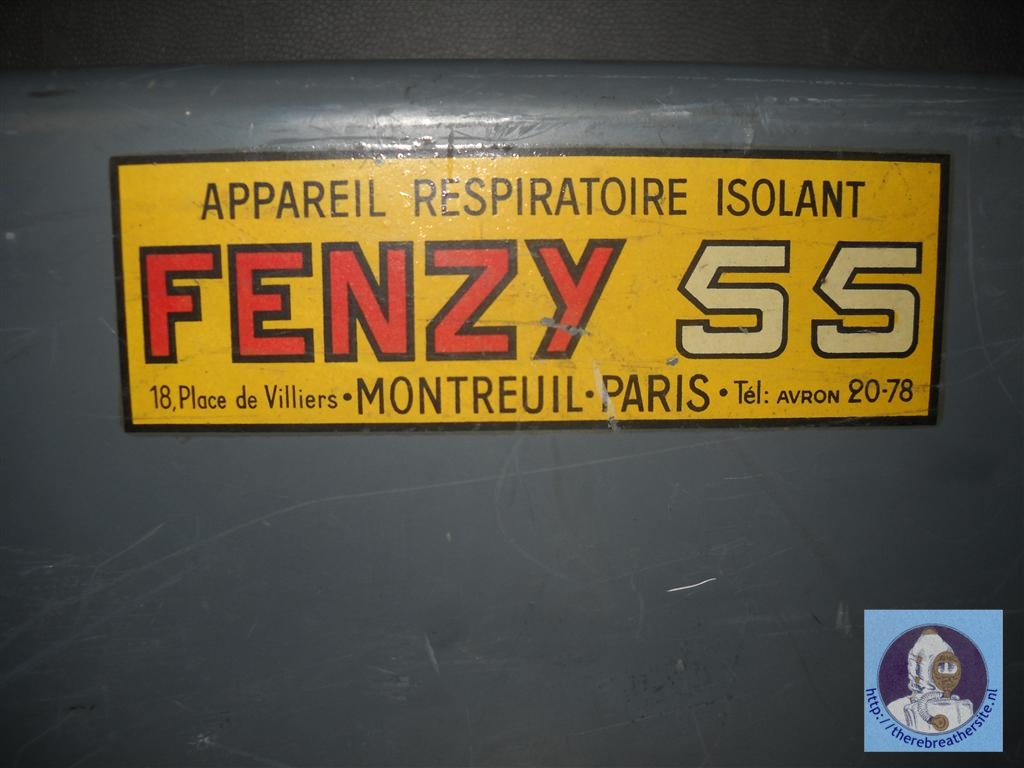 APPAREIL RESPIRATOIRE ISOLANT
FENZY 55
18, Place de Villiers • MONTREUIL • PARIS • Tél: AVRON 20-78
http://therebreathersite.nl